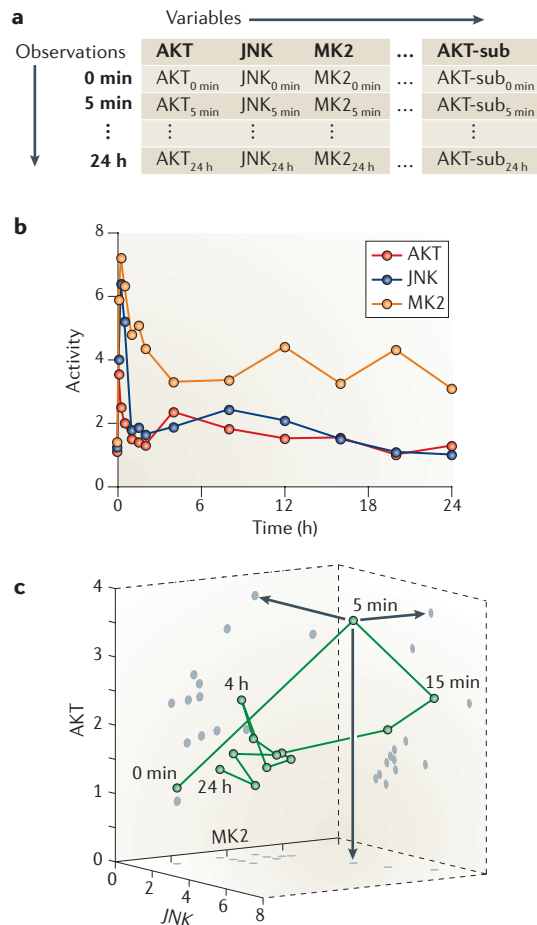 a
Variables
Observations AKT JNK MK2 ... AKT-sub
0 min AKT0 min JNK0 min MK20 min AKT-sub0 min
5 min AKT5 min JNK5 min MK25 min ... AKT-sub5 min
⋮ ⋮ ⋮ ⋮ ⋮
24 h AKT24 h JNK24 h MK224 h ... AKT-sub24 h
b
8
6
4
2
0
Activity
AKT
JNK
MK2
0 6 12 18 24
Time (h)
c
4
3
2
1
0
AKT
5 min
15 min
4 h
0 min
24 h
MK2
0 2 4 6 8
JNK